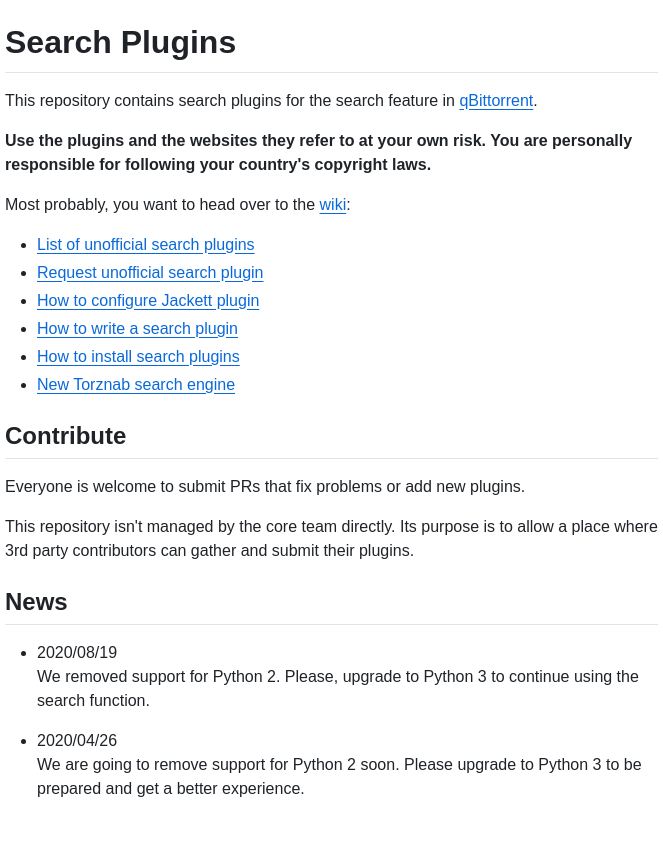 Search Plugins
This repository contains search plugins for the search feature in qBittorrent.
Use the plugins and the websites they refer to at your own risk. You are personally
responsible for following your country's copyright laws.
Most probably, you want to head over to the wiki:
List of unofficial search plugins
Request unofficial search plugin
How to configure Jackett plugin
How to write a search plugin
How to install search plugins
New Torznab search engine
Contribute
Everyone is welcome to submit PRs that fix problems or add new plugins.
This repository isn't managed by the core team directly. Its purpose is to allow a place where
3rd party contributors can gather and submit their plugins.
News
2020/08/19
We removed support for Python 2. Please, upgrade to Python 3 to continue using the
search function.
2020/04/26
We are going to remove support for Python 2 soon. Please upgrade to Python 3 to be
prepared and get a better experience.